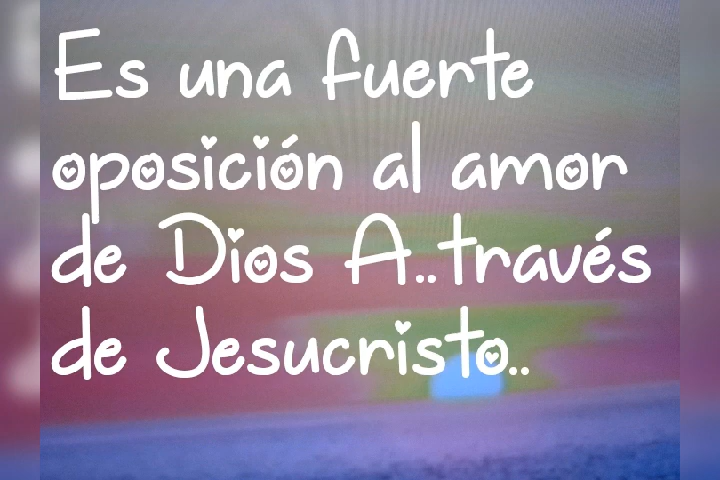 Es una fuerte
oposición al amor
de Dios A..través
de Jesucristo..